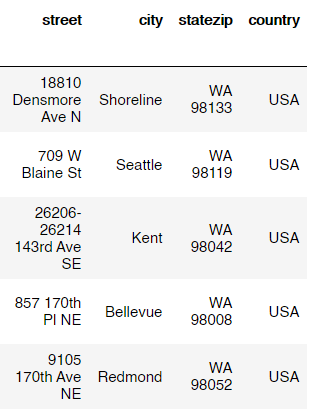 street city statezip country
18810 Densmore Ave N Shoreline WA 98133 USA
709 W Blaine St Seattle WA 98119 USA
26206-26214 143rd Ave SE Kent WA 98042 USA
857 170th Pl NE Bellevue WA 98008 USA
9105 170th Ave NE Redmond WA 98052 USA